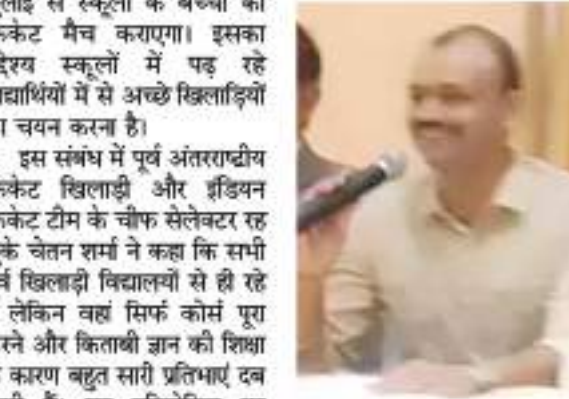 से स्कूलों के बच्चों का
मैच कराएगा। इसका
स्कूलों में पढ़ रहे
में से अच्छे खिलाड़ियों
चयन करना है।
इस संबंध में पूर्व अंतरराष्ट्रीय
खिलाड़ी और इंडियन
टीम के चीफ सेलेक्टर रह
चेतन शर्मा ने कहा कि सभी
खिलाड़ी विद्यालयों से ही रहे
लेकिन वहां सिर्फ कोर्स पूरा
और किताबी ज्ञान की शिक्षा
कारण बहुत सारी प्रतिभाएं दब